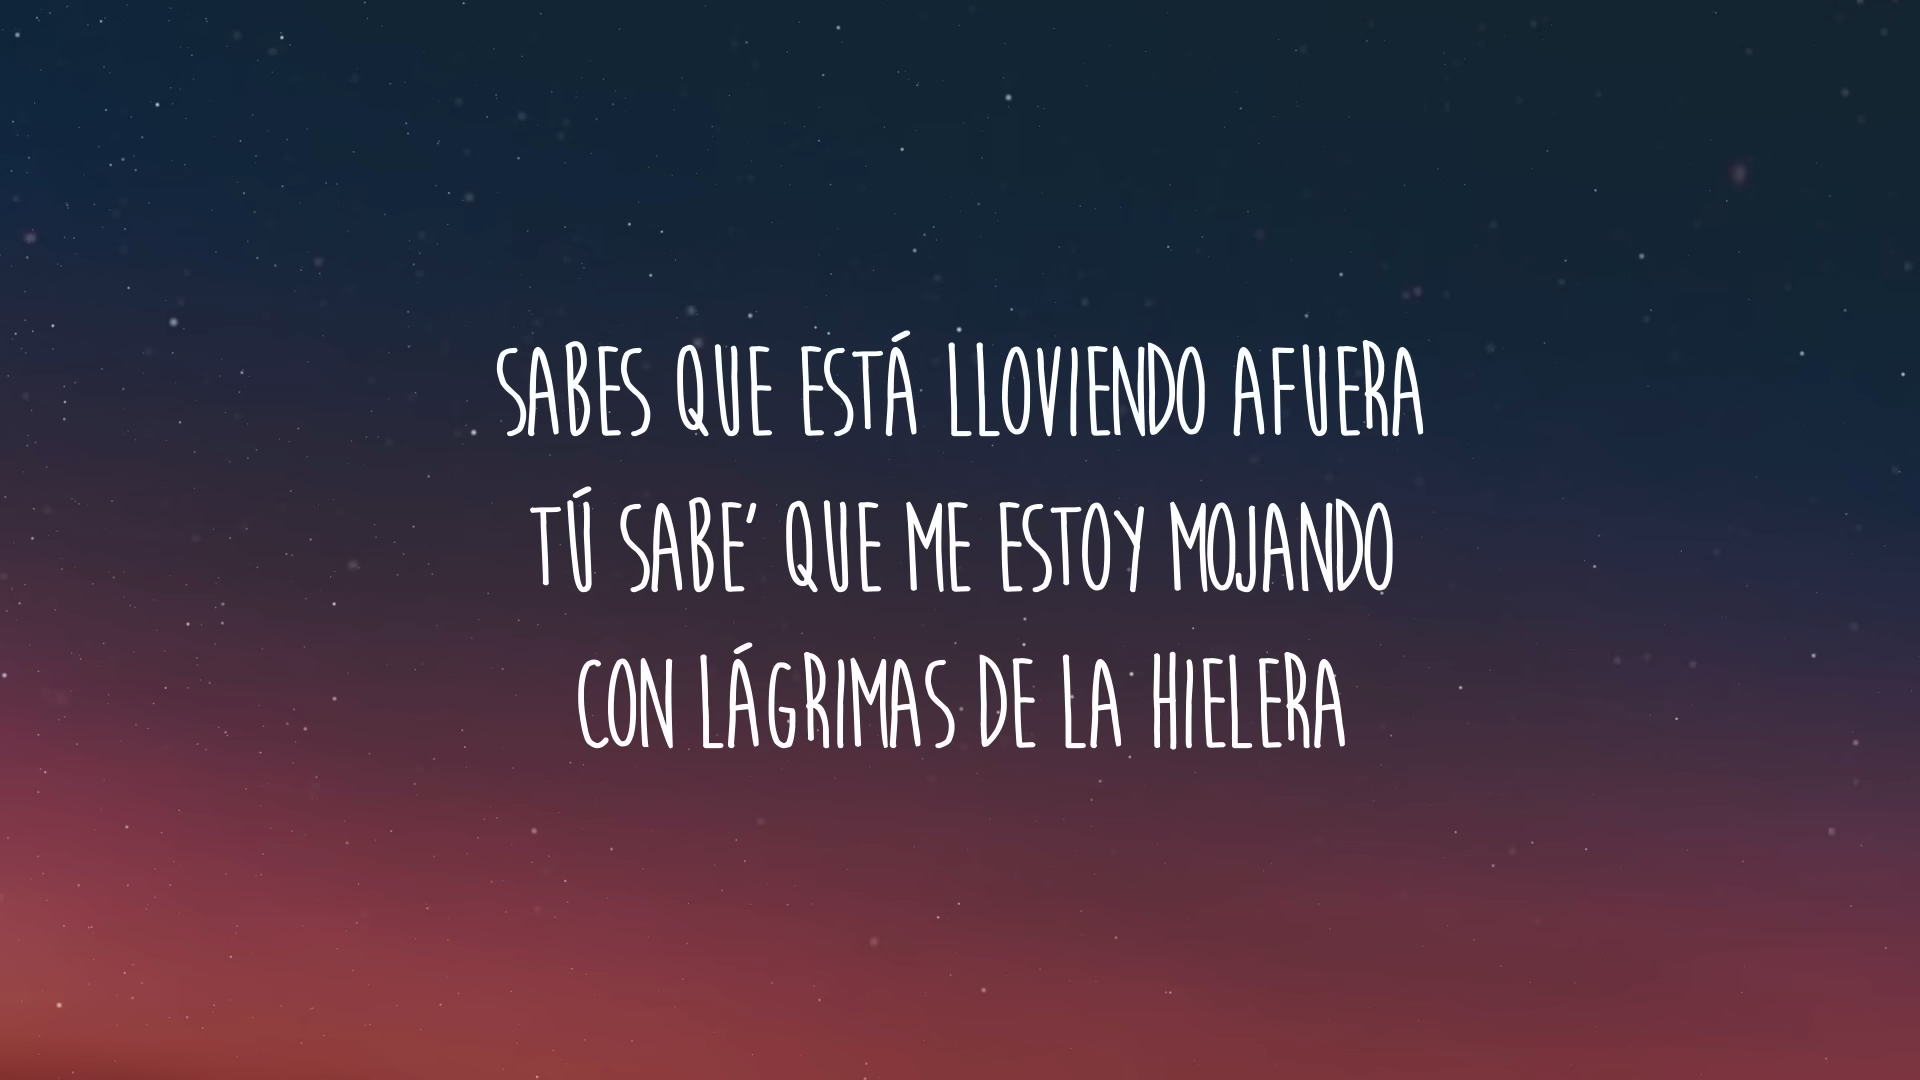 SABES QUE ESTÁ LLOVIENDO AFUERA
TÚ SABE' QUE ME ESTOY MOJANDO
CON LÁGRIMAS DE LA HIELERA